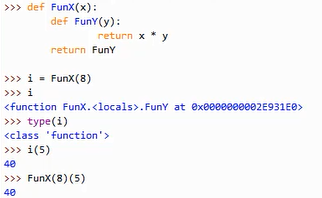 >>> def FunX(x):
        def FunY(y):
                return x * y
        return FunY

>>> i = FunX(8)
>>> i
<function FunX.<locals>.FunY at 0x0000000002E931E0>
>>> type(i)
<class 'function'>
>>> i(5)
40
>>> FunX(8)(5)
40